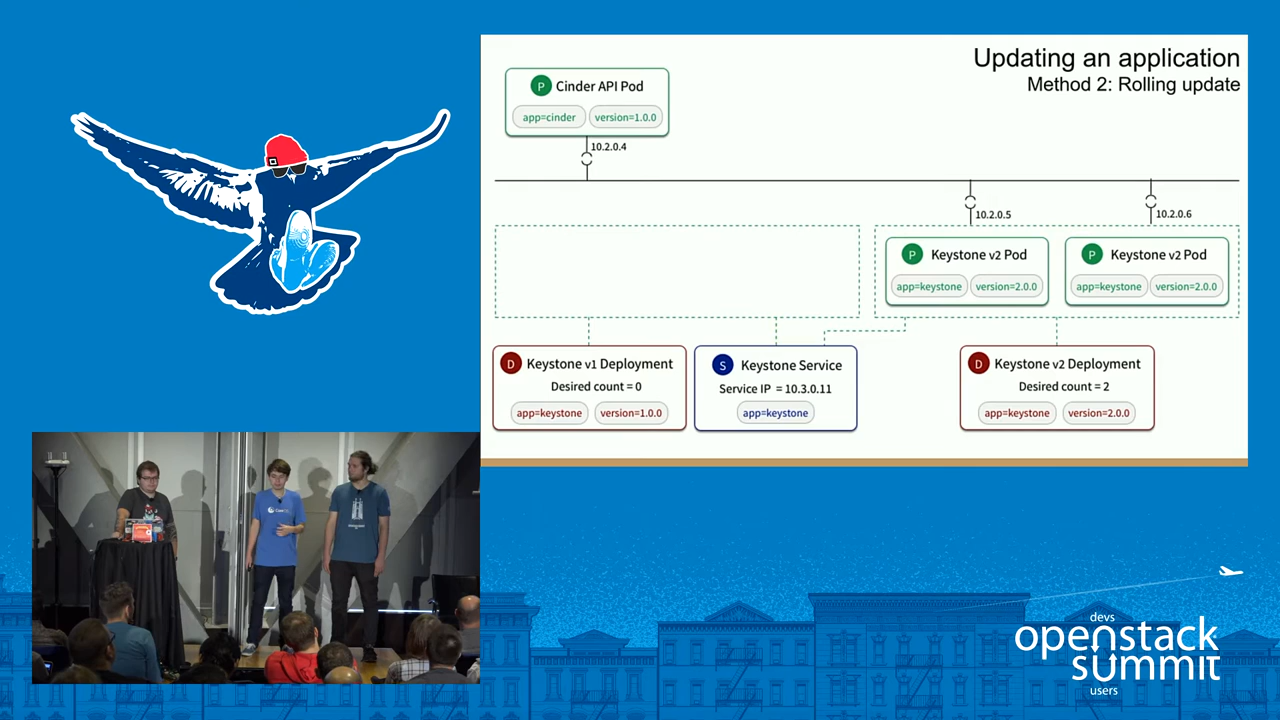 Updating an application
Method 2: Rolling update
P Cinder API Pod
app=cinder version=1.0.0
10.2.0.4
10.2.0.5
10.2.0.6
P Keystone v2 Pod
app=keystone version=2.0.0
P Keystone v2 Pod
app=keystone version=2.0.0
D Keystone v1 Deployment
Desired count = 0
app=keystone version=1.0.0
S Keystone Service
Service IP = 10.3.0.11
app=keystone
D Keystone v2 Deployment
Desired count = 2
app=keystone version=2.0.0
devs
openstack
summit
users